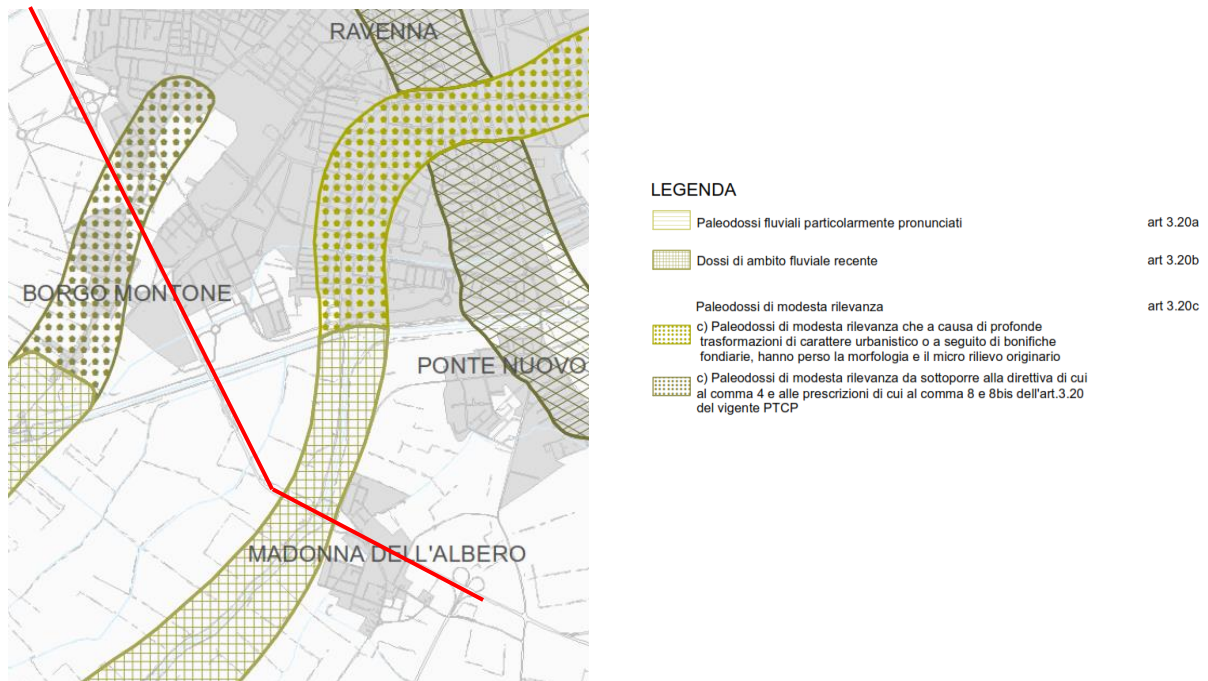 RAVENNA
BORGO MONTONE
PONTE NUOVO
MADONNA DELL'ALBERO
LEGENDA
Paleodossi fluviali particolarmente pronunciati art 3.20a
Dossi di ambito fluviale recente art 3.20b
Paleodossi di modesta rilevanza art 3.20c
c) Paleodossi di modesta rilevanza che a causa di profonde
trasformazioni di carattere urbanistico o a seguito di bonifiche
fondiarie, hanno perso la morfologia e il micro rilievo originario
c) Paleodossi di modesta rilevanza da sottoporre alla direttiva di cui
al comma 4 e alle prescrizioni di cui al comma 8 e 8bis dell'art.3.20
del vigente PTCP